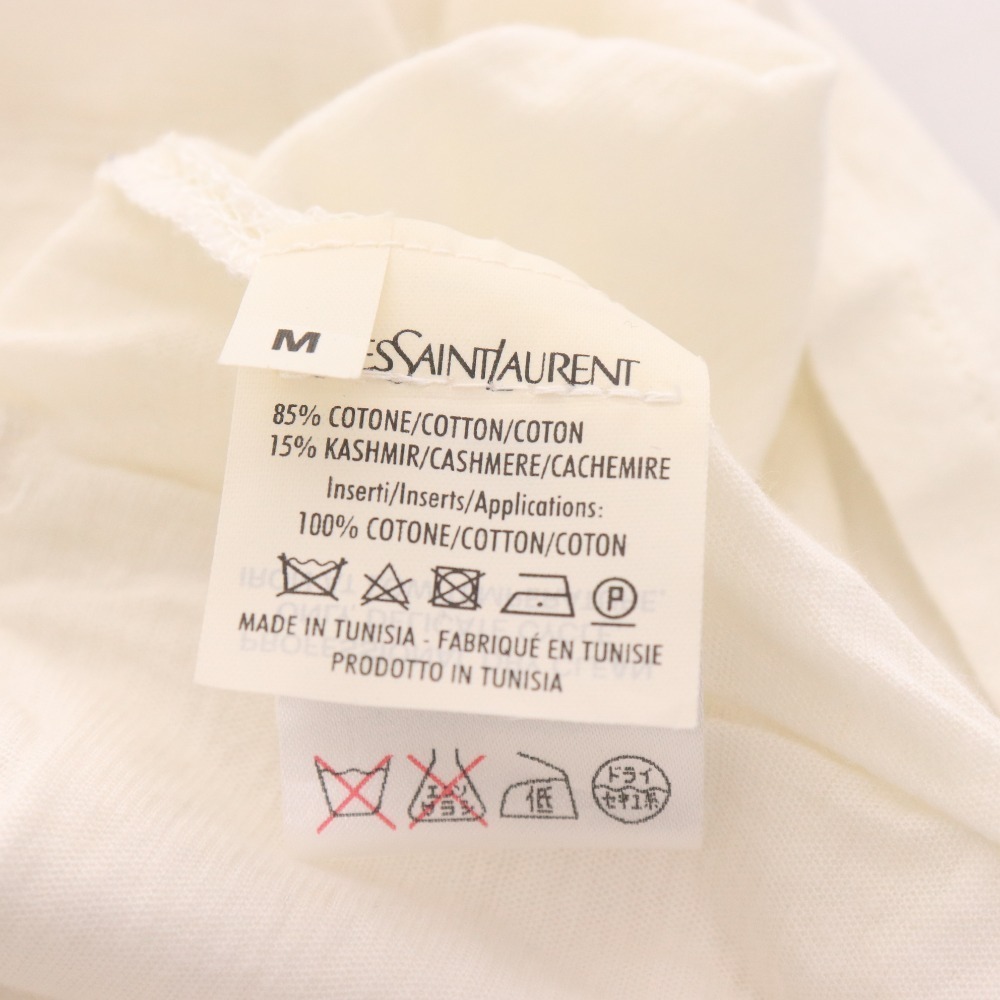 M
ESSAINTLAURENT
85% COTONE/COTTON/COTON
15% KASHMIR/CASHMERE/CACHEMIRE
Inserti/Inserts/Applications:
100% COTONE/COTTON/COTON
P
MADE IN TUNISIA - FABRIQUÉ EN TUNISIE
PRODOTTO IN TUNISIA
エンソ
サラシ
低
ドライ
セキユ系